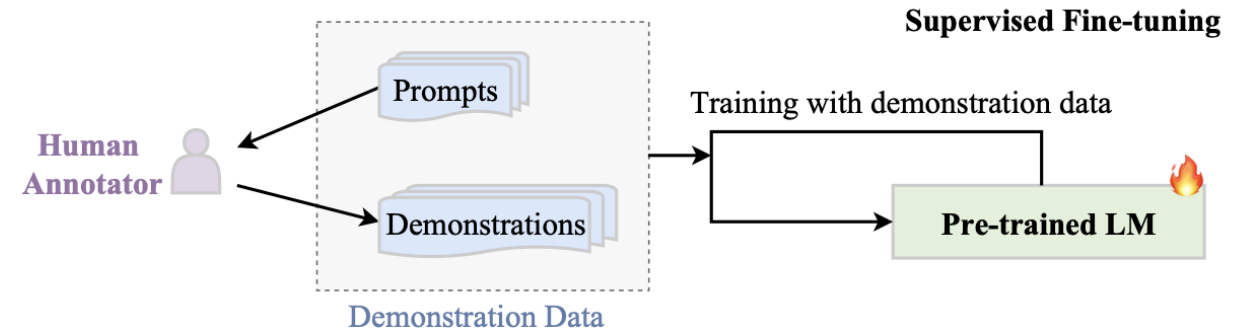 Supervised Fine-tuning
Prompts
Training with demonstration data
Human
Annotator
Demonstrations
Pre-trained LM
Demonstration Data